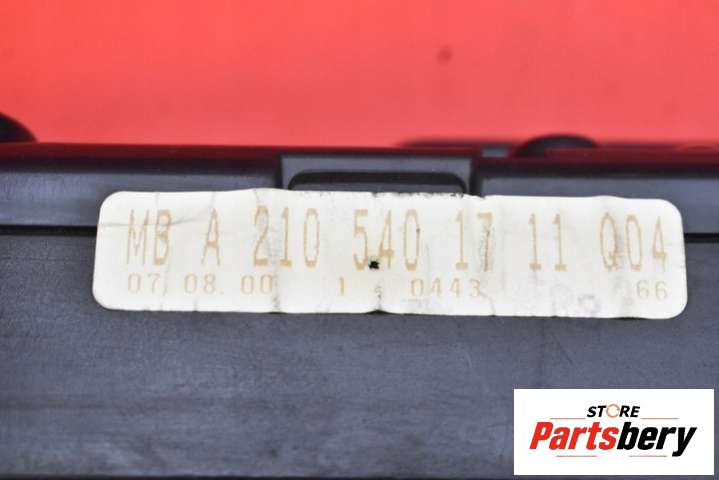 MB A 210 540 17 11 Q04
07.08.00 1 0443 66
STORE
Partsbery